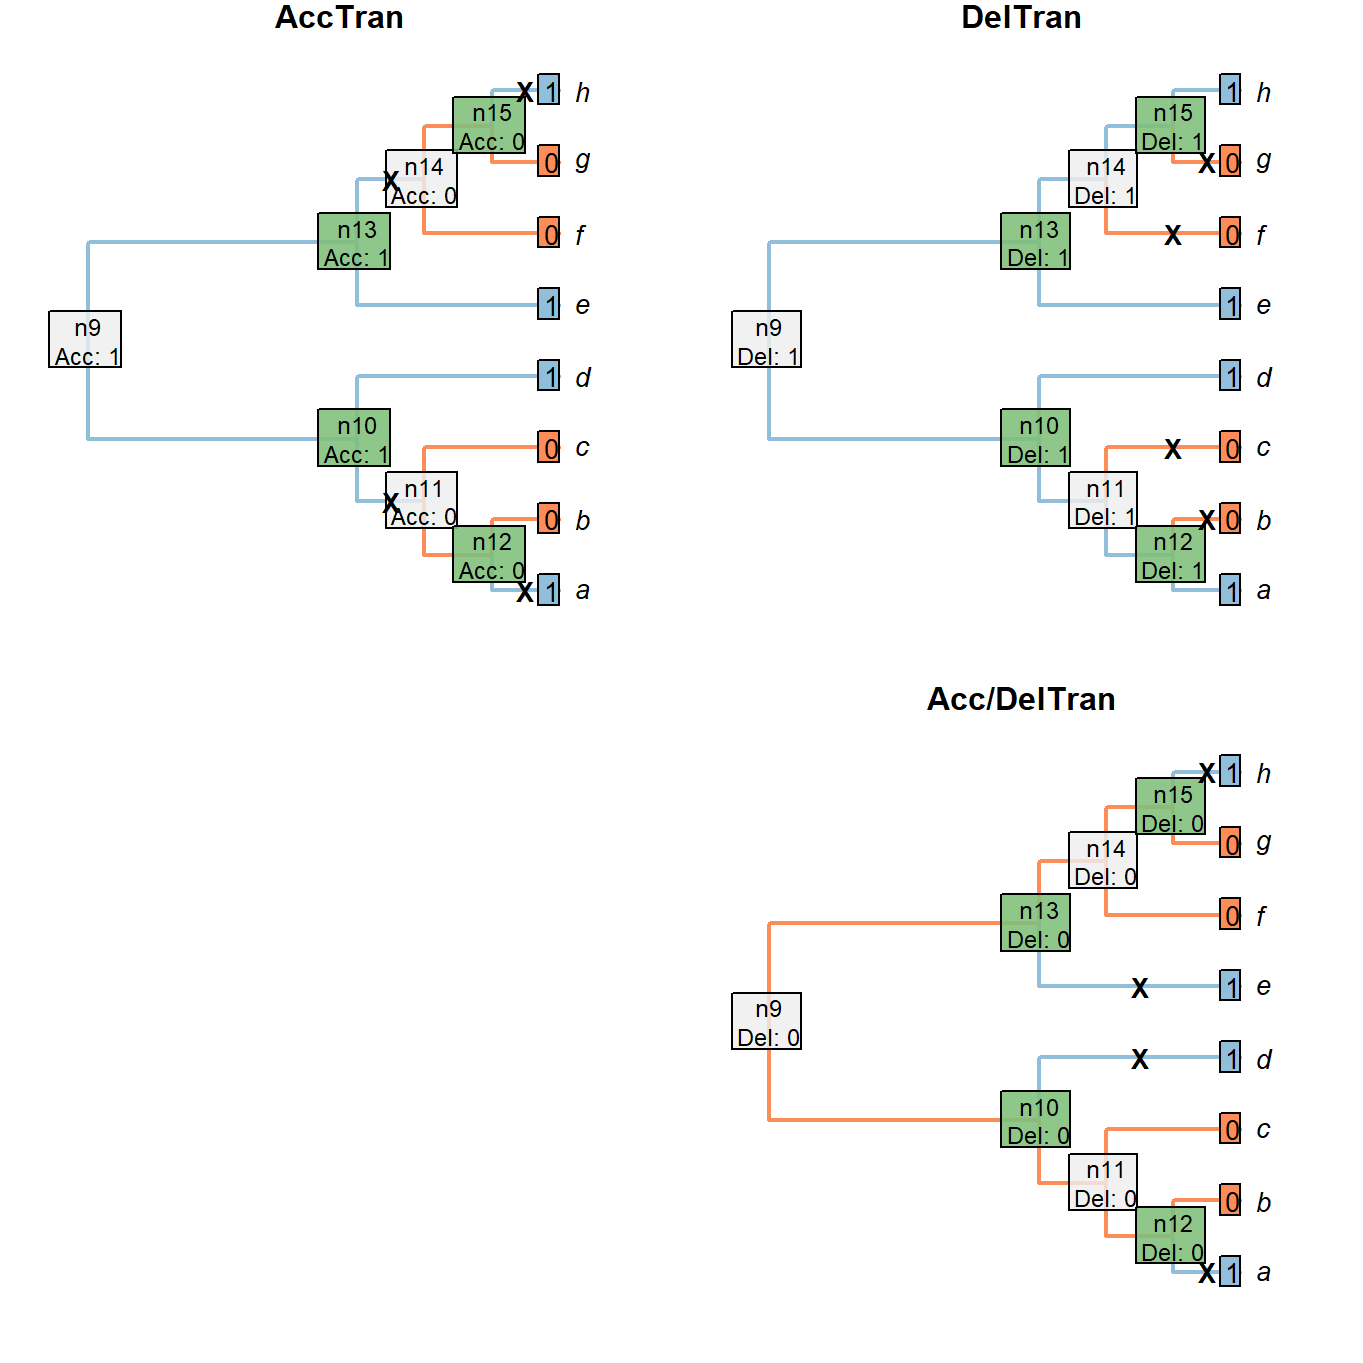 AccTran
X 1 h
n15
Acc: 0
0 g
n14
X Acc: 0
0 f
n13
Acc: 1
1 e
n9
Acc: 1
1 d
n10
Acc: 1
0 c
n11
X Acc: 0
0 b
n12
Acc: 0
X 1 a
DelTran
1 h
n15
Del: 1
X 0 g
n14
Del: 1
X 0 f
n13
Del: 1
1 e
n9
Del: 1
1 d
n10
Del: 1
X 0 c
n11
Del: 1
X 0 b
n12
Del: 1
1 a
Acc/DelTran
X 1 h
n15
Del: 0
0 g
n14
Del: 0
0 f
n13
Del: 0
X 1 e
n9
Del: 0
X 1 d
n10
Del: 0
0 c
n11
Del: 0
0 b
n12
Del: 0
X 1 a